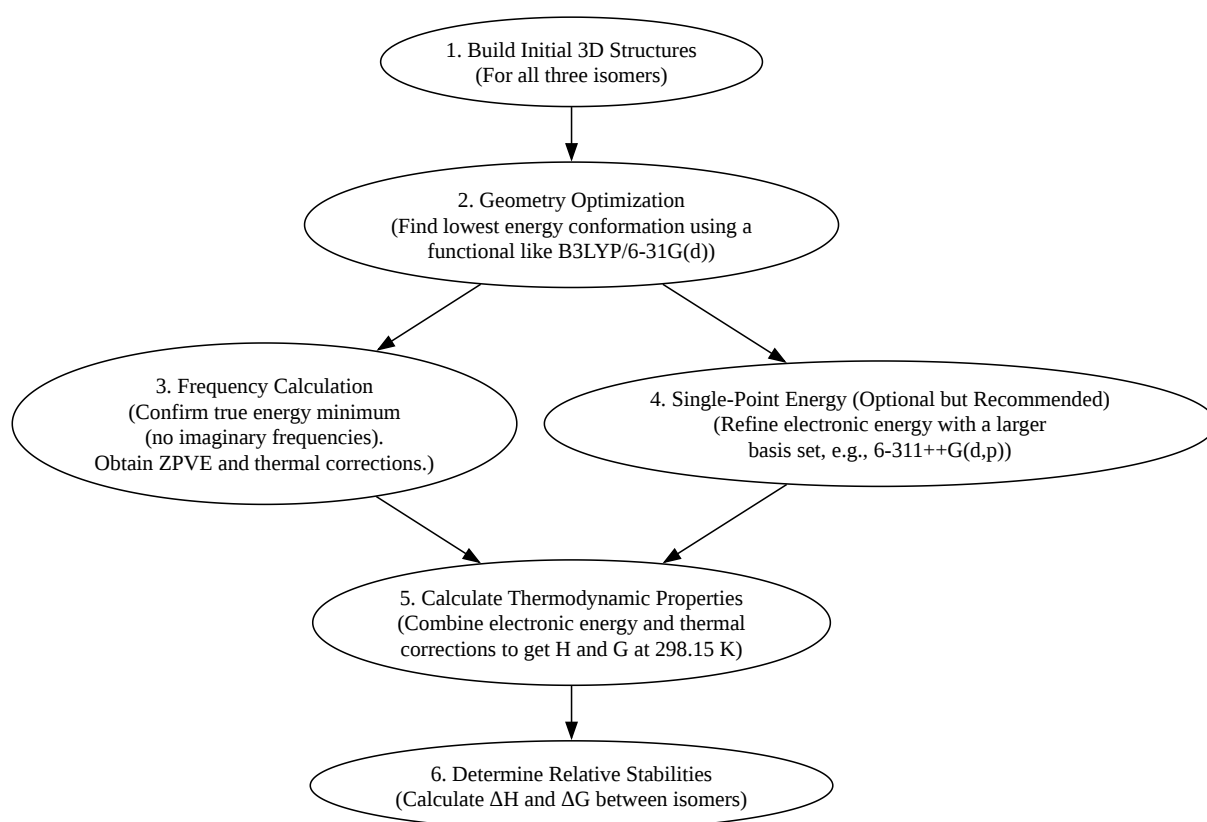 1. Build Initial 3D Structures
(For all three isomers)
2. Geometry Optimization
(Find lowest energy conformation using a
functional like B3LYP/6-31G(d))
3. Frequency Calculation
(Confirm true energy minimum
(no imaginary frequencies).
Obtain ZPVE and thermal corrections.)
4. Single-Point Energy (Optional but Recommended)
(Refine electronic energy with a larger
basis set, e.g., 6-311++G(d,p))
5. Calculate Thermodynamic Properties
(Combine electronic energy and thermal
corrections to get H and G at 298.15 K)
6. Determine Relative Stabilities
(Calculate ΔH and ΔG between isomers)